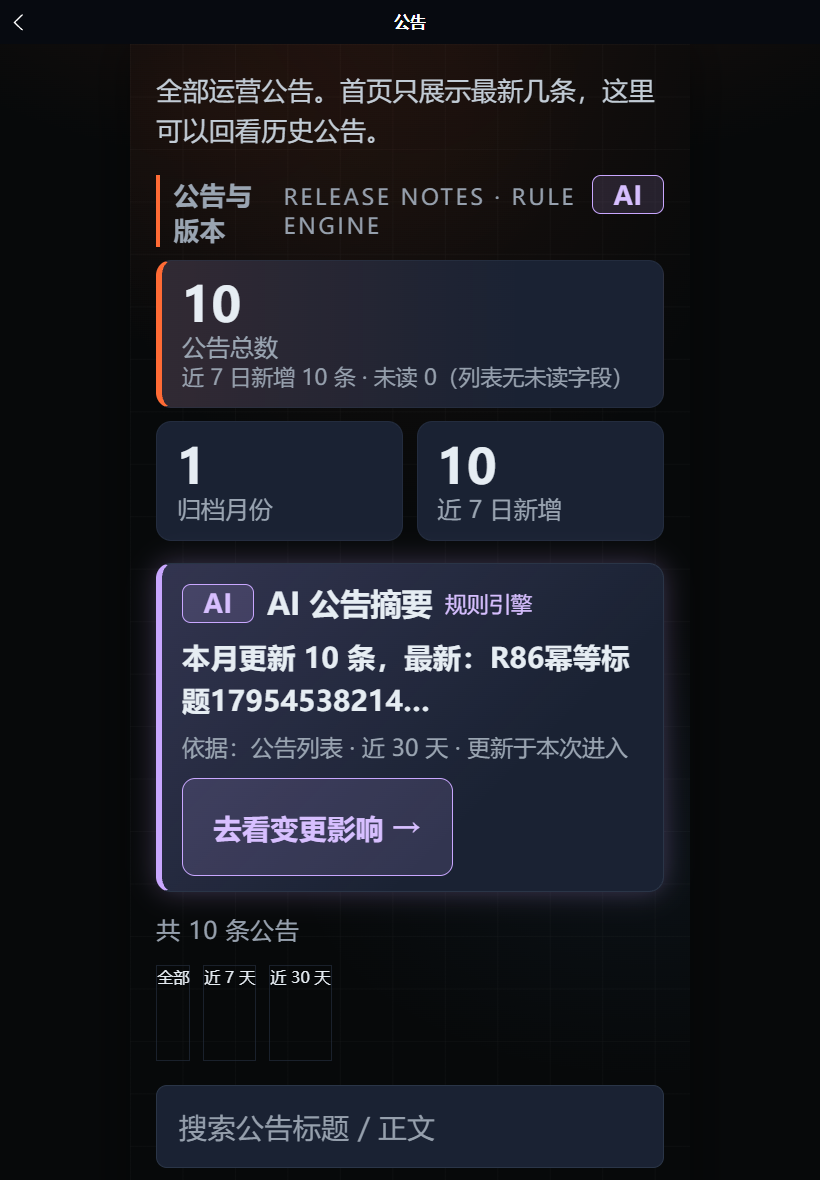 公告
全部运营公告。首页只展示最新几条，这里
可以回看历史公告。
公告与
版本
RELEASE NOTES · RULE
ENGINE
AI
10
公告总数
近 7 日新增 10 条 · 未读 0（列表无未读字段）
1
归档月份
10
近 7 日新增
AI
AI 公告摘要 规则引擎
本月更新 10 条，最新：R86幂等标
题17954538214...
依据：公告列表 · 近 30 天 · 更新于本次进入
去看变更影响 →
共 10 条公告
全部 近 7 天 近 30 天
搜索公告标题 / 正文